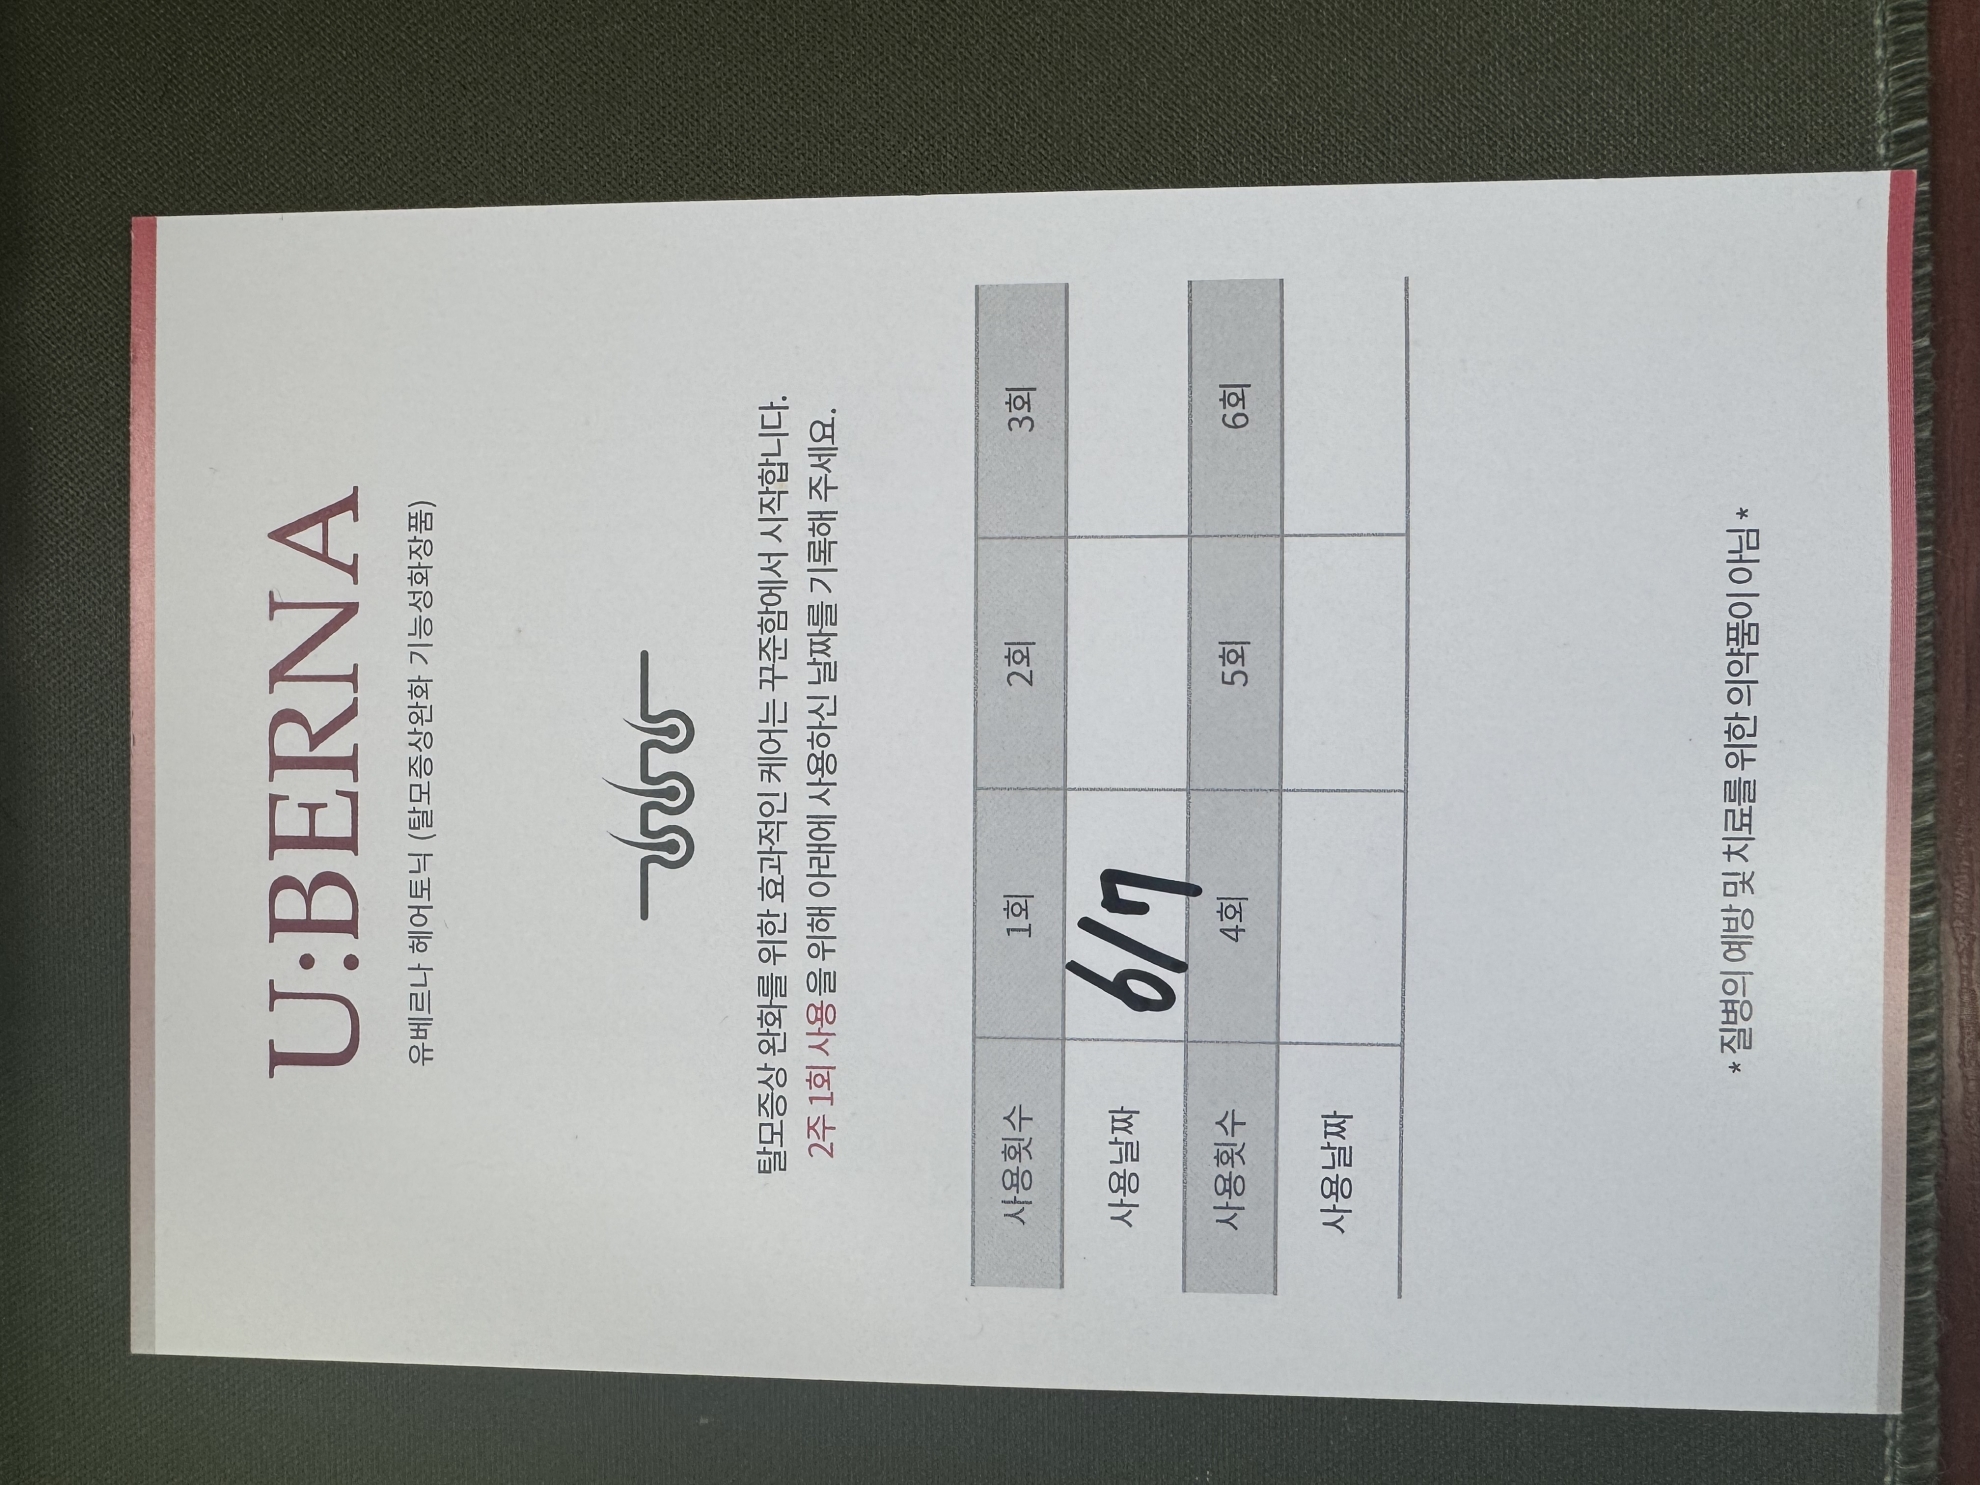 U:BERNA
유베르나 헤어토닉 (탈모증상완화 기능성화장품)
탈모증상 완화를 위한 효과적인 케어는 꾸준함에서 시작합니다.
2주 1회 사용을 위해 아래에 사용하신 날짜를 기록해 주세요.
사용횟수 1회 2회 3회
사용날짜 6/7
사용횟수 4회 5회 6회
사용날짜
*질병의 예방 및 치료를 위한 의약품이 아님*